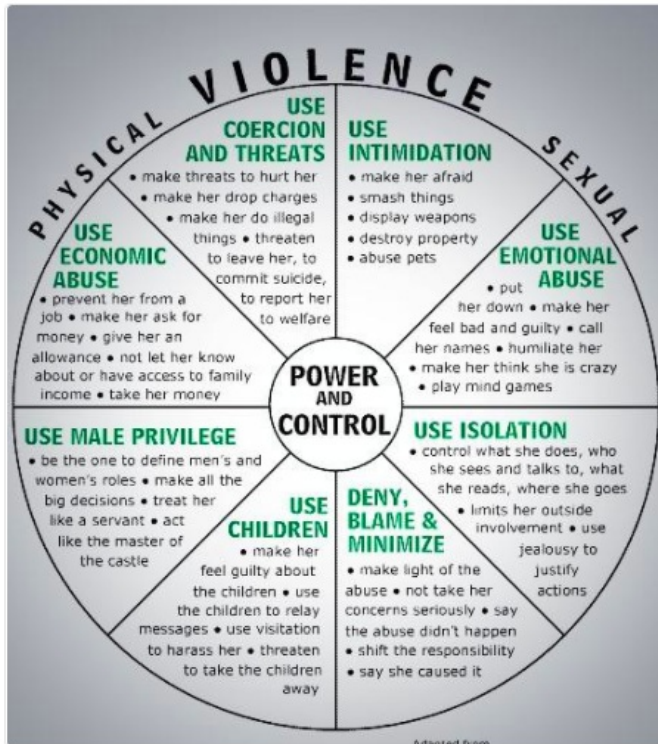 PHYSICAL VIOLENCE SEXUAL
USE
COERCION
AND THREATS
• make threats to hurt her
• make her drop charges
• make her do illegal
things • threaten
to leave her, to
commit suicide,
to report her
to welfare
USE
INTIMIDATION
• make her afraid
• smash things
• display weapons
• destroy property
• abuse pets
USE
EMOTIONAL
ABUSE
• put
her down • make her
feel bad and guilty • call
her names • humiliate her
• make her think she is crazy
• play mind games
USE ISOLATION
• control what she does, who
she sees and talks to, what
she reads, where she goes
• limits her outside
involvement • use
jealousy to
justify
actions
DENY,
BLAME &
MINIMIZE
• make light of the
abuse • not take her
concerns seriously • say
the abuse didn't happen
• shift the responsibility
• say she caused it
USE
CHILDREN
• make her
feel guilty about
the children • use
the children to relay
messages • use visitation
to harass her • threaten
to take the children
away
USE MALE PRIVILEGE
• be the one to define men's and
women's roles • make all the
big decisions • treat her
like a servant • act
like the master of
the castle
USE
ECONOMIC
ABUSE
• prevent her from a
job • make her ask for
money • give her an
allowance • not let her know
about or have access to family
income • take her money
POWER
AND
CONTROL
Adapted from